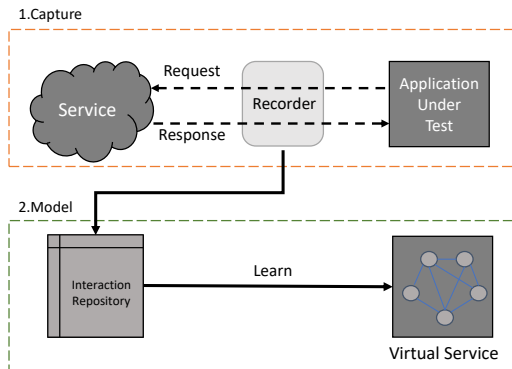 1.Capture
Request
Service
Recorder
Application
Under
Test
Response
2.Model
Interaction
Repository
Learn
Virtual Service